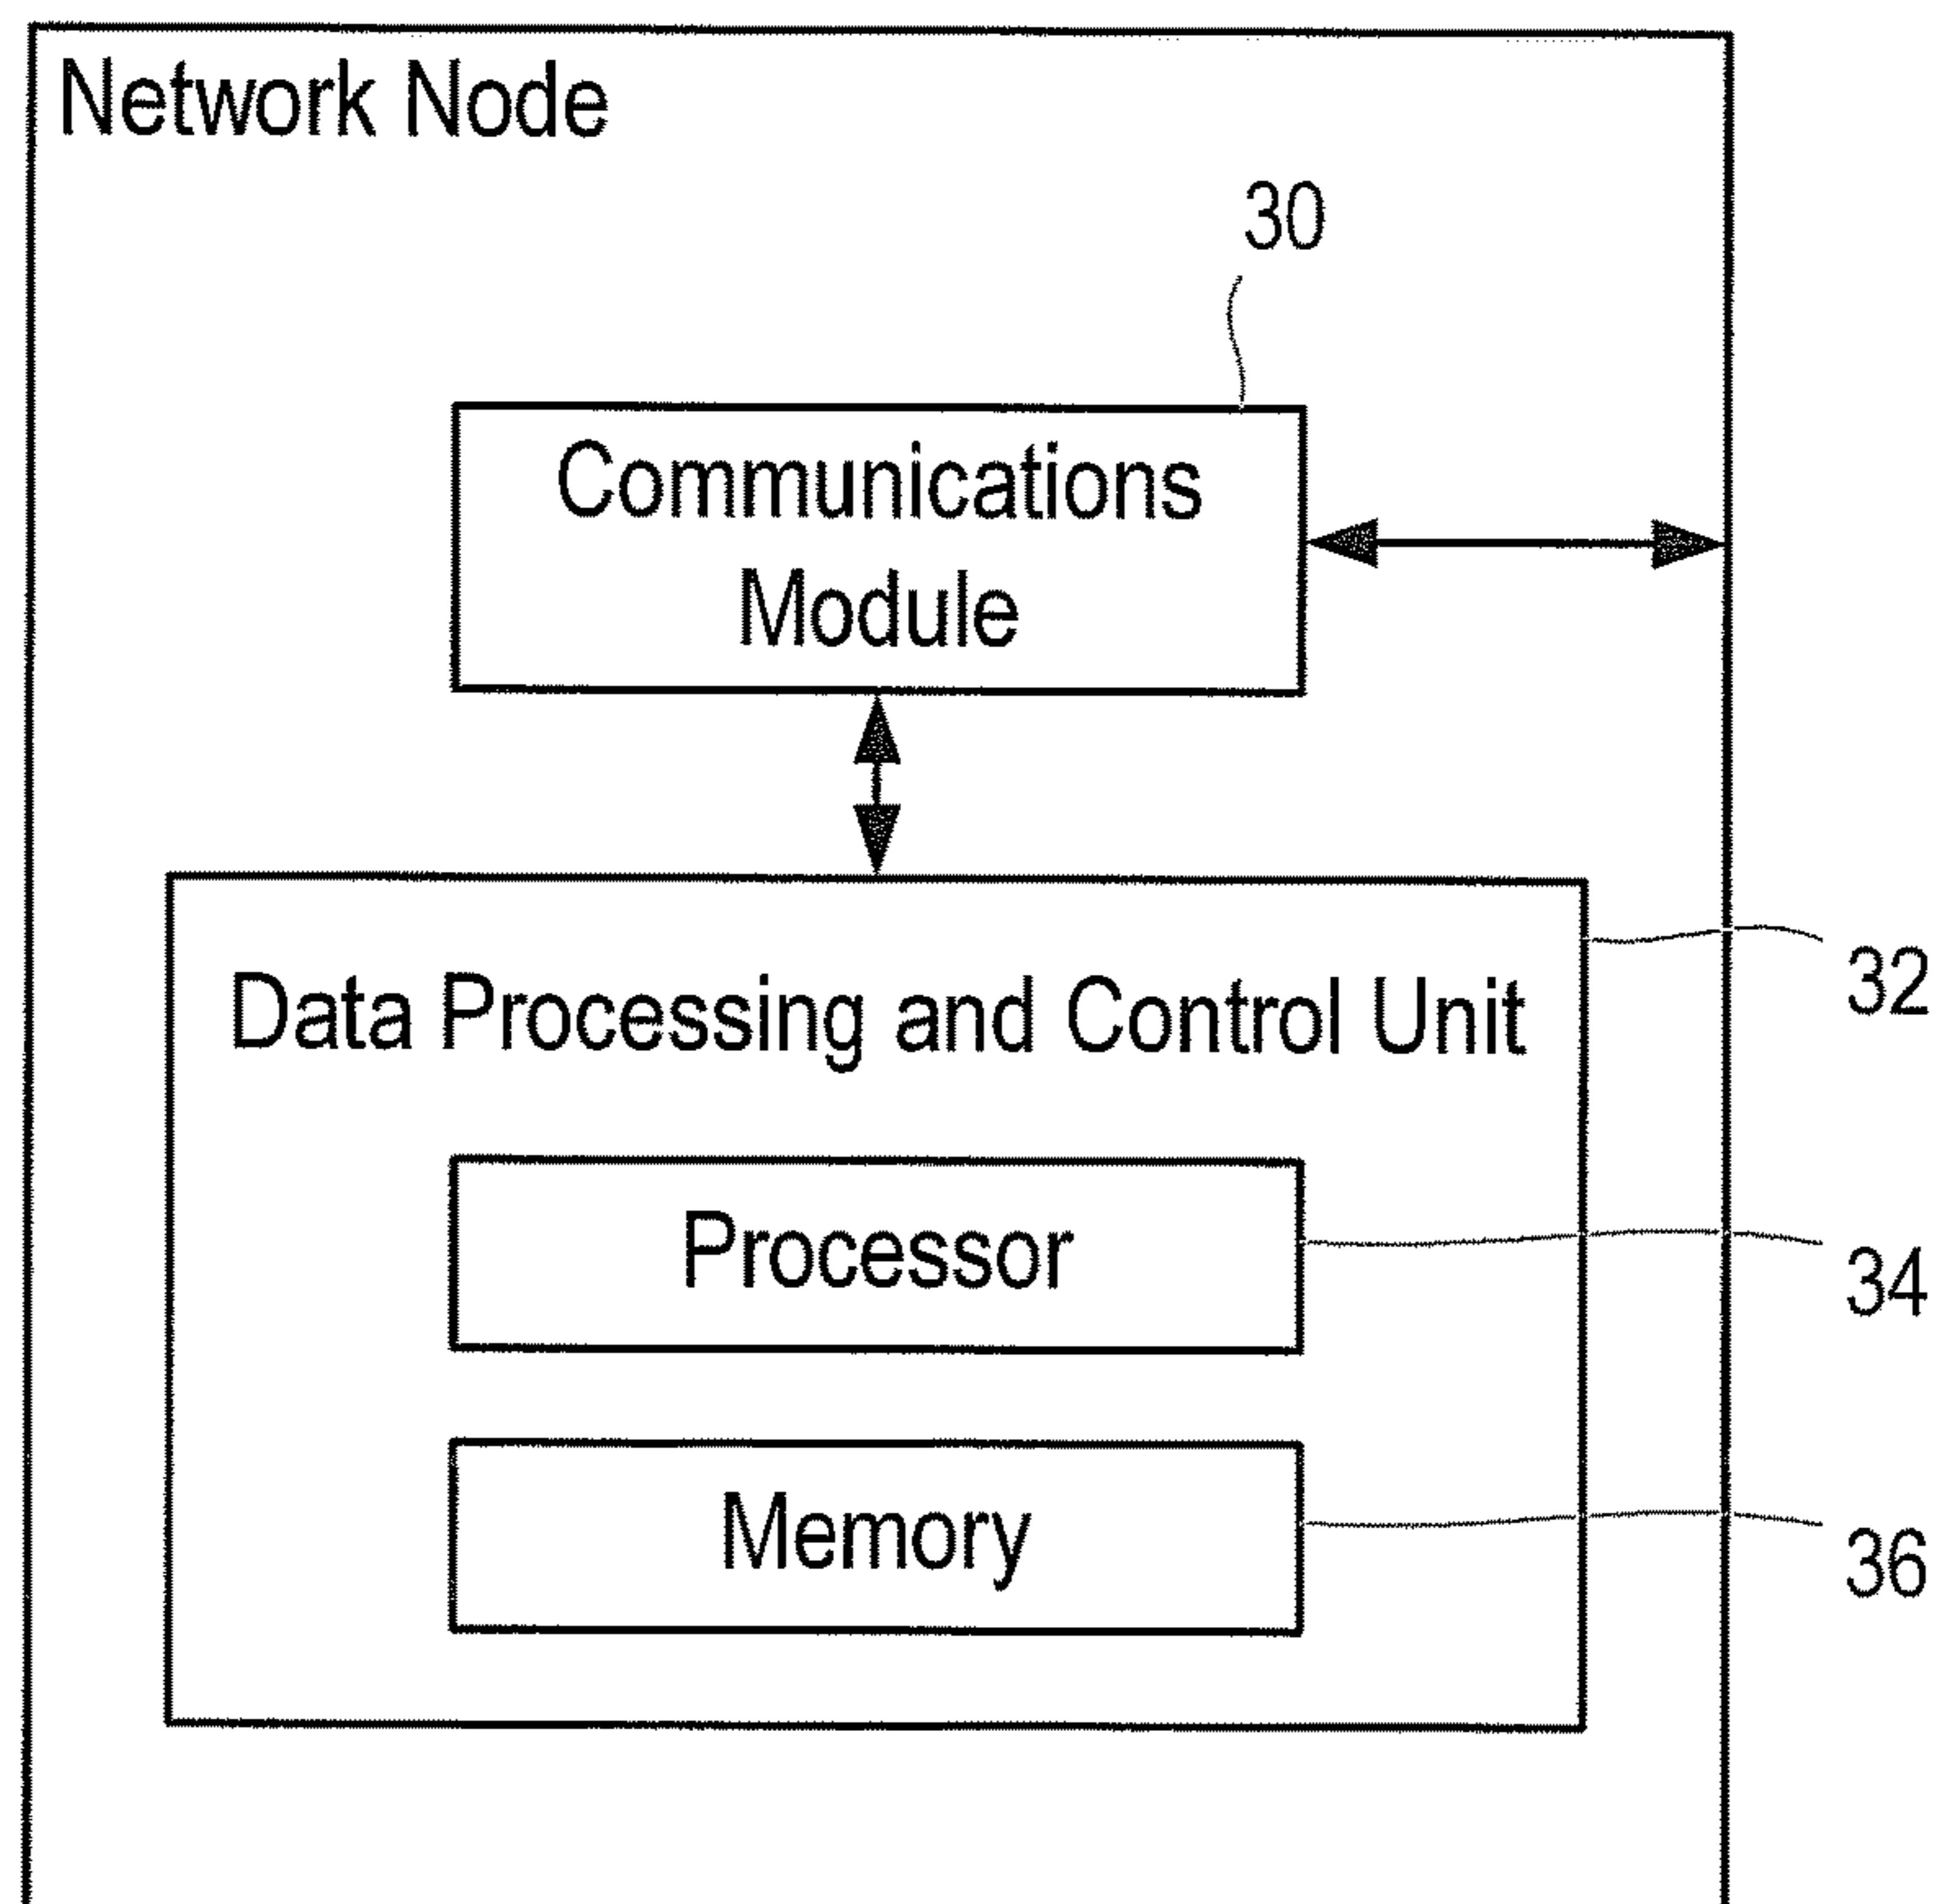 Network Node
30
Communications
Module
32
Data Processing and Control Unit
Processor
34
Memory
36